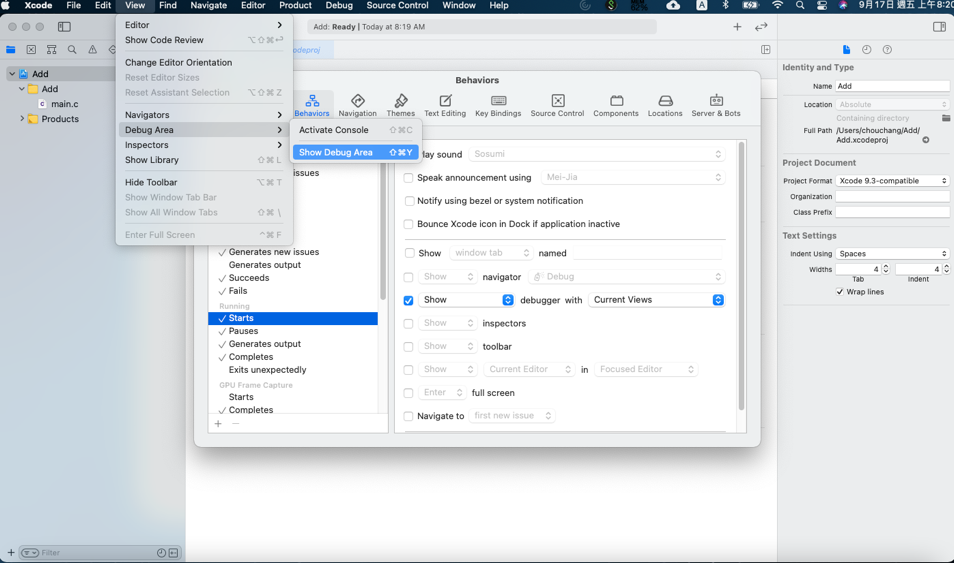 Xcode File Edit View Find Navigate Editor Product Debug Source Control Window Help A 9月17日 週五 上午8:20
Add: Ready | Today at 8:19 AM
Editor
Show Code Review ⌥⇧⌘↩
Change Editor Orientation
Reset Editor Sizes
Reset Assistant Selection ⌥⇧⌘Z
Navigators
Debug Area
Inspectors
Show Library ⇧⌘L
Hide Toolbar ⌥⌘T
Show Window Tab Bar
Show All Window Tabs ⇧⌘\
Enter Full Screen ^⌘F
Activate Console ⇧⌘C
Show Debug Area ⇧⌘Y
Add
Add
main.c
Products
Filter
odeproj
Behaviors
Behaviors Navigation Themes Text Editing Key Bindings Source Control Components Locations Server & Bots
issues
Generates new issues
Generates output
Succeeds
Fails
Running
Starts
Pauses
Generates output
Completes
Exits unexpectedly
GPU Frame Capture
Starts
Completes
lay sound Sosumi
Speak announcement using Mei-Jia
Notify using bezel or system notification
Bounce Xcode icon in Dock if application inactive
Show window tab named
Show navigator Debug
Show debugger with Current Views
Show inspectors
Show toolbar
Show Current Editor in Focused Editor
Enter full screen
Navigate to first new issue
Identity and Type
Name Add
Location Absolute
Containing directory
Full Path /Users/chouchang/Add/
Add.xcodeproj
Project Document
Project Format Xcode 9.3-compatible
Organization
Class Prefix
Text Settings
Indent Using Spaces
Widths 4 4
Tab Indent
Wrap lines